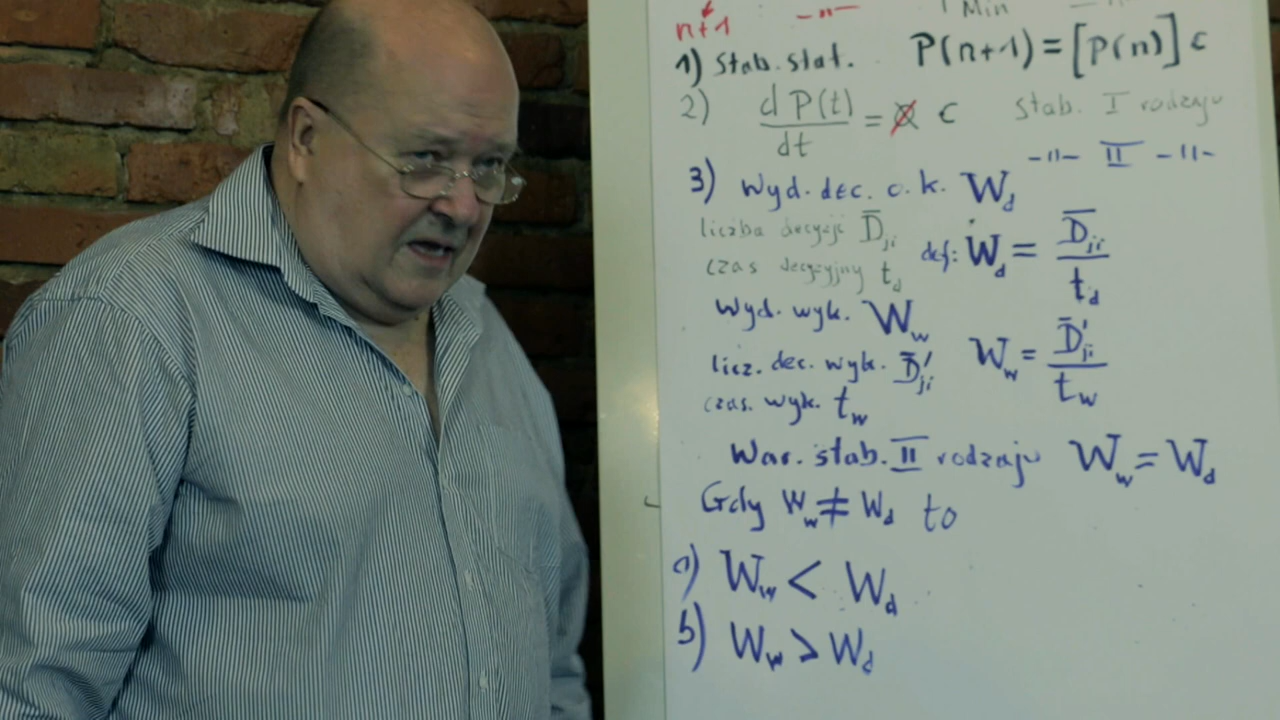 n+1 -"- Min -"-
1) Stab. stat. P(n+1) = [P(n)] c
2) dP(t)/dt = c stab. I rodzaju
-"- II -"-
3) Wyd. dec. o. k. W_d
liczba decyzji D̄_ji def: W_d = D̄_ji/t_d
czas decyzyjny t_d
Wyd. wyk. W_w
licz. dec. wyk. D̄'_ji W_w = D̄'_ji/t_w
czas. wyk. t_w
War. stab. II rodzaju W_w = W_d
Gdy W_w ≠ W_d to
a) W_w < W_d
b) W_w > W_d